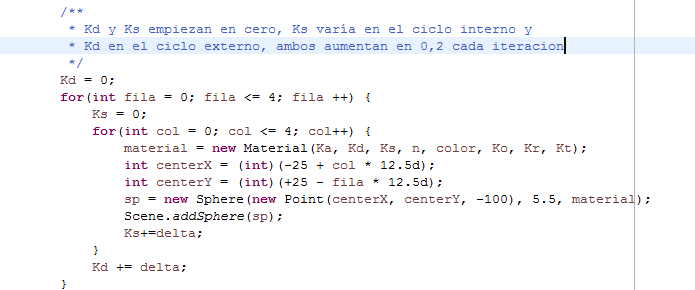 /**
* Kd y Ks empiezan en cero, Ks varía en el ciclo interno y
* Kd en el ciclo externo, ambos aumentan en 0,2 cada iteracion
*/
Kd = 0;
for(int fila = 0; fila <= 4; fila ++) {
Ks = 0;
for(int col = 0; col <= 4; col++) {
material = new Material(Ka, Kd, Ks, n, color, Ko, Kr, Kt);
int centerX = (int)(-25 + col * 12.5d);
int centerY = (int)(+25 - fila * 12.5d);
sp = new Sphere(new Point(centerX, centerY, -100), 5.5, material);
Scene.addSphere(sp);
Ks+=delta;
}
Kd += delta;
}